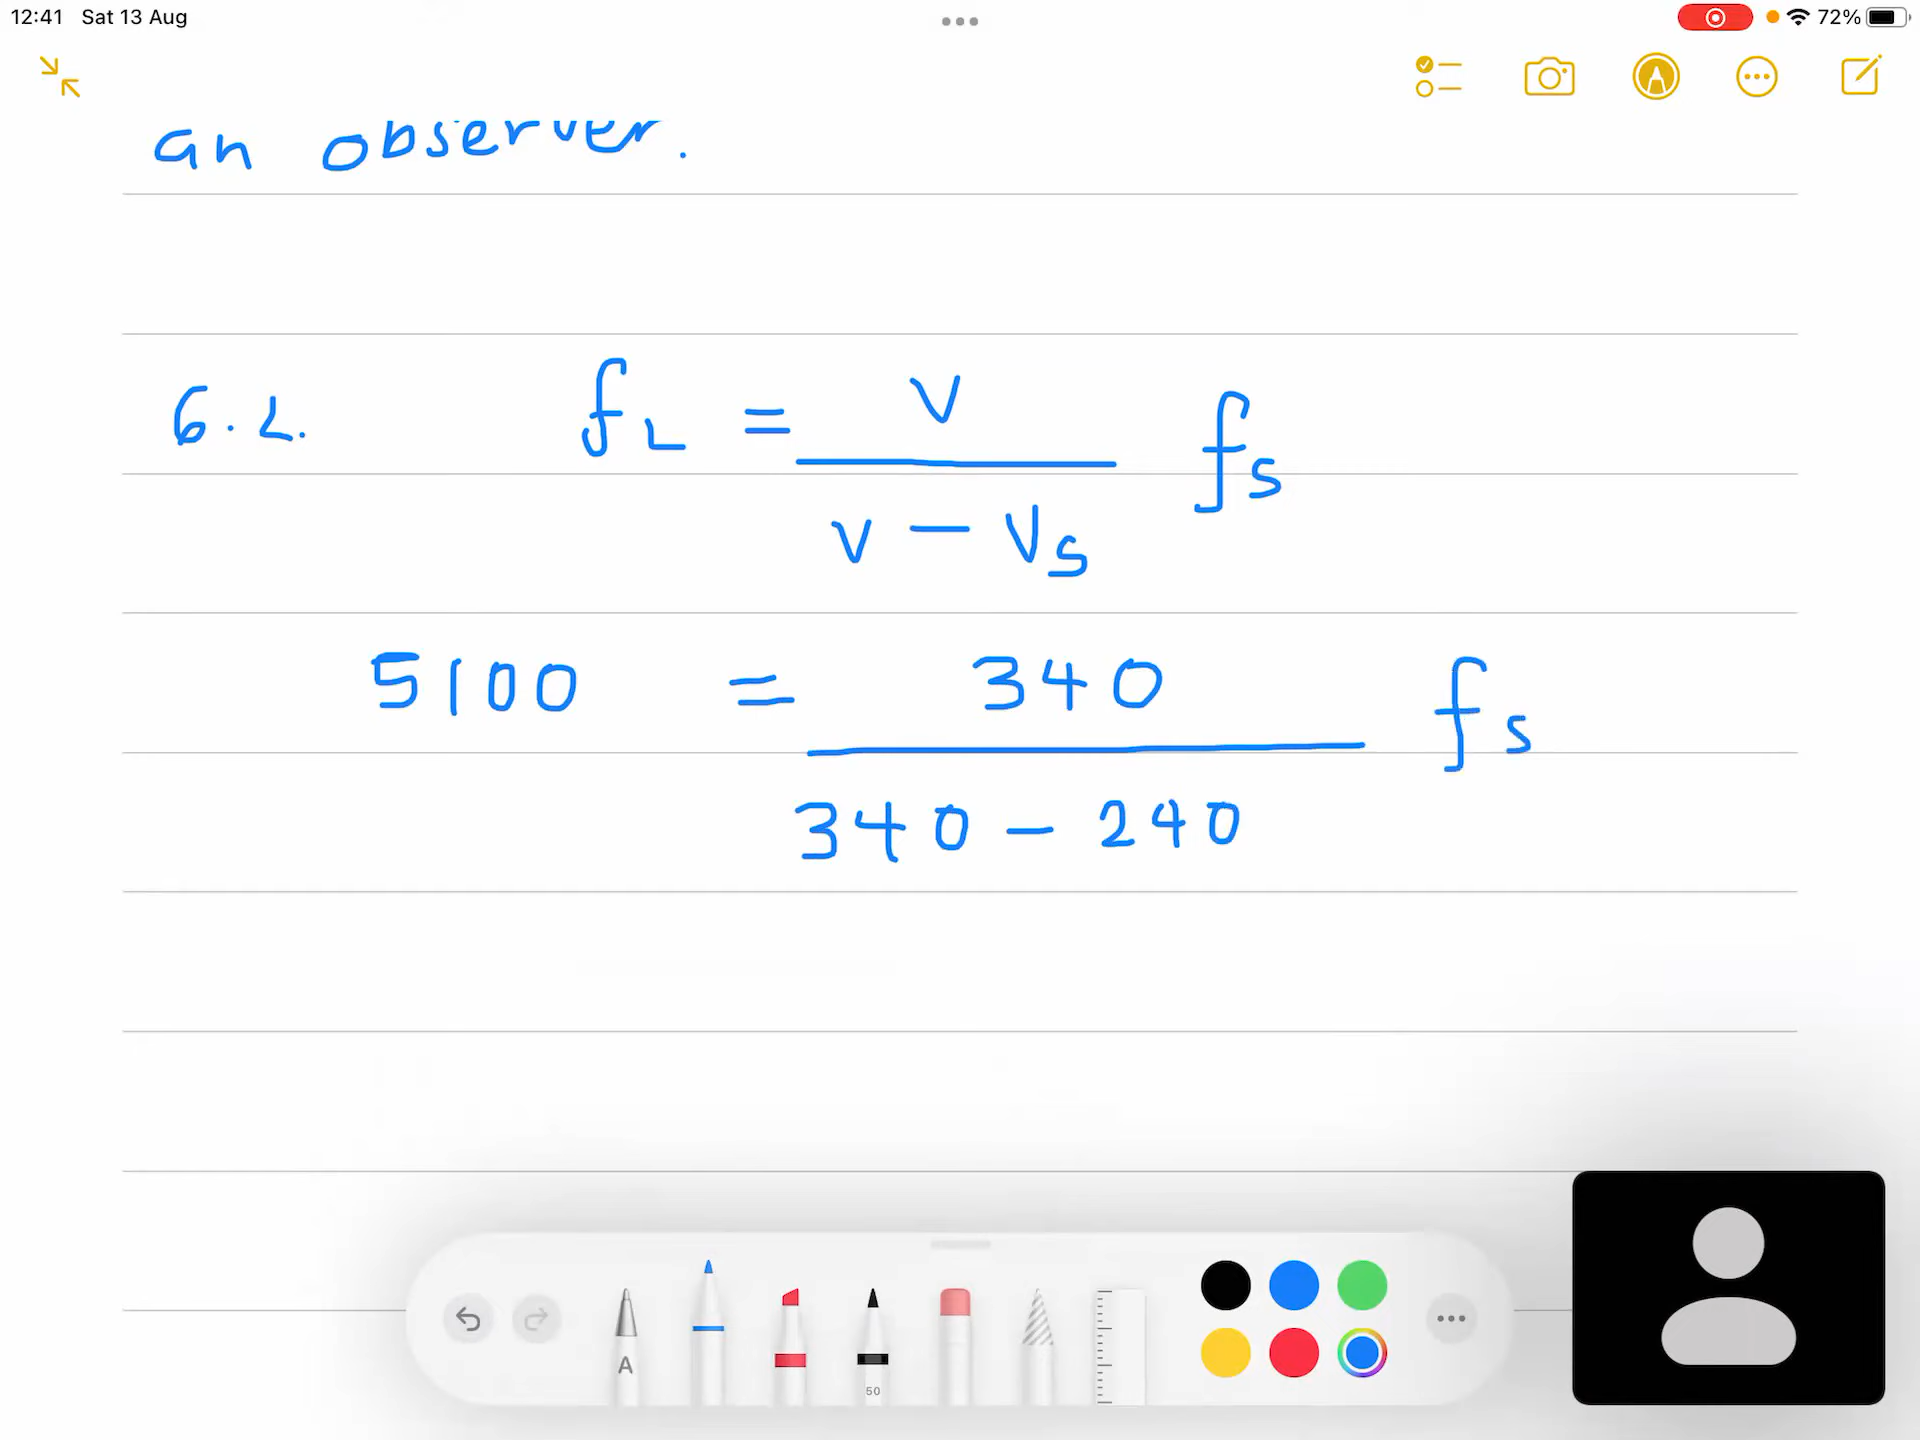 12:41 Sat 13 Aug
72%
an observer.
6.2. fL = v / v - vs fs
5100 = 340 / 340 - 240 fs
A
50